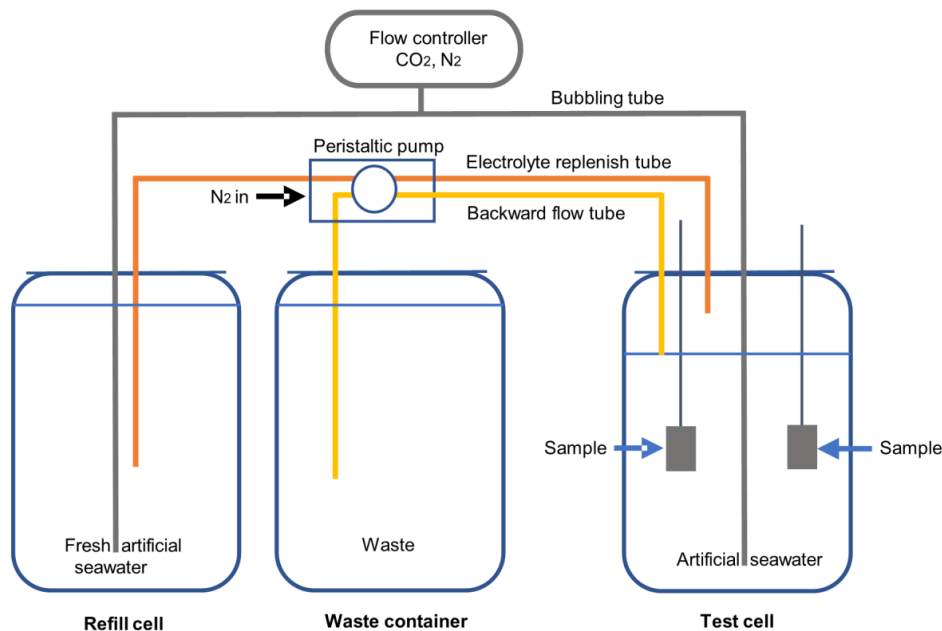 Flow controller
CO2, N2
Bubbling tube
Peristaltic pump
Electrolyte replenish tube
N2 in
Backward flow tube
Sample
Sample
Fresh artificial
seawater
Waste
Artificial seawater
Refill cell
Waste container
Test cell